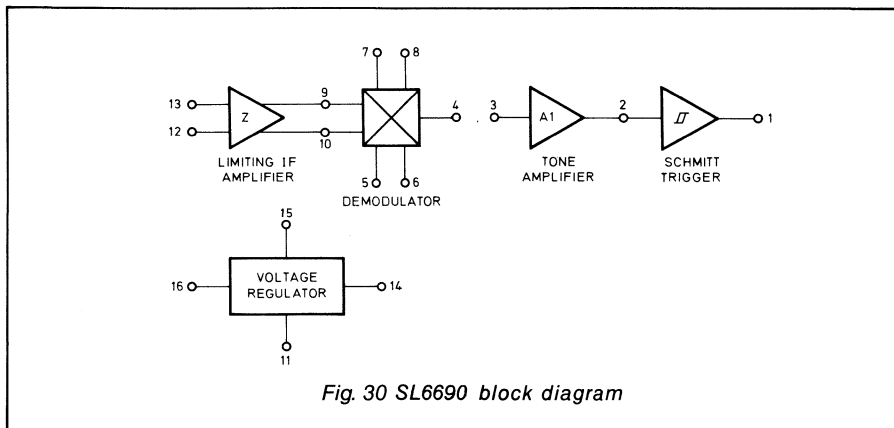 7 8
13 9 4 3 2 1
Z A1
12 10
LIMITING IF
AMPLIFIER
5 6
DEMODULATOR
TONE
AMPLIFIER
SCHMITT
TRIGGER
15
16 VOLTAGE
REGULATOR 14
11
Fig. 30 SL6690 block diagram